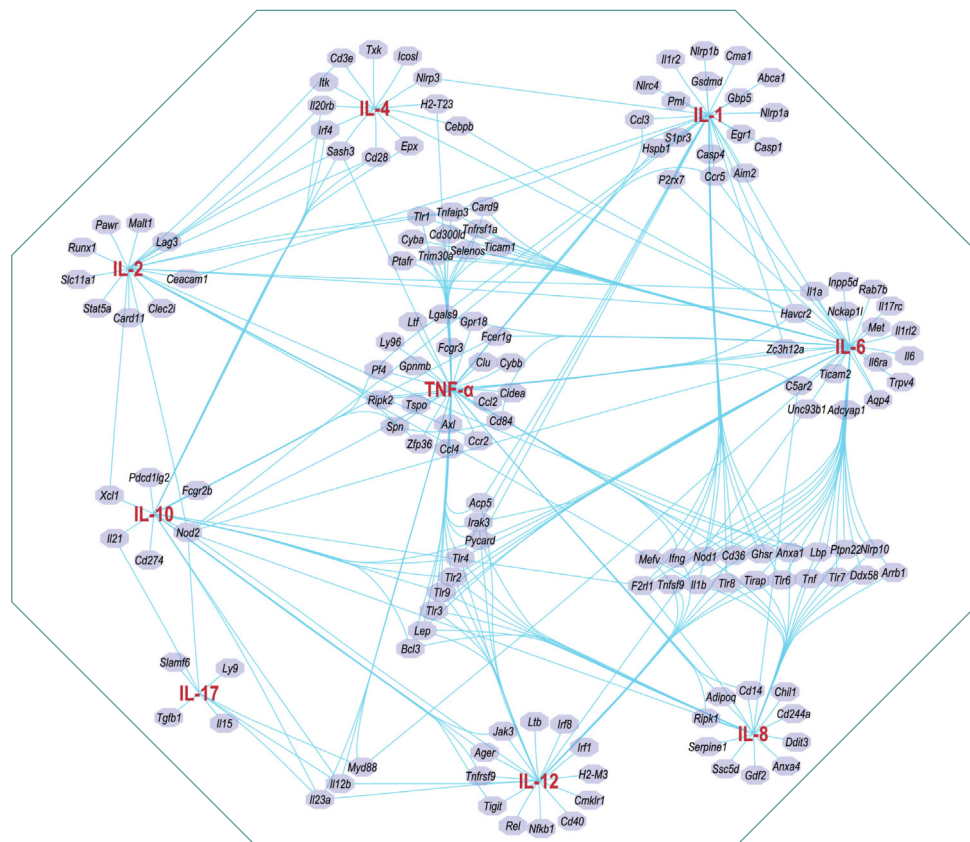 Txk
Cd3e
Icosl
Itk
Nlrp3
Il20rb
IL-4
H2-T23
Irf4
Cebpb
Sash3
Cd28
Epx
Nlrp1b
Il1r2
Cma1
Gsdmd
Abca1
Nlrc4
Pml
Gbp5
Ccl3
IL-1
Nlrp1a
S1pr3
Egr1
Hspb1
Casp4
Casp1
P2rx7
Ccr5
Aim2
Pawr
Malt1
Runx1
Lag3
Slc11a1
IL-2
Ceacam1
Stat5a
Clec2i
Card11
Tlr1
Tnfaip3
Card9
Cyba
Cd300ld
Tnfrsf1a
Ptafr
Trim30a
Selenos
Ticam1
Il1a
Inpp5d
Rab7b
Havcr2
Nckap1l
Il17rc
Met
Il1rl2
Zc3h12a
IL-6
Il6
Il6ra
C5ar2
Ticam2
Trpv4
Unc93b1
Adcyap1
Aqp4
Ltf
Lgals9
Gpr18
Ly96
Fcgr3
Fcer1g
Pf4
Gpnmb
Clu
Cybb
TNF-α
Ripk2
Tspo
Ccl2
Cidea
Spn
Axl
Cd84
Zfp36
Ccl4
Ccr2
Pdcd1lg2
Xcl1
Fcgr2b
IL-10
Il21
Nod2
Cd274
Acp5
Irak3
Pycard
Tlr4
Tlr2
Tlr9
Tlr3
Lep
Bcl3
Mefv
Ifng
Nod1
Cd36
Ghsr
Anxa1
Lbp
Ptpn22
Nlrp10
F2rl1
Tnfsf9
Il1b
Tlr8
Tirap
Tlr6
Tnf
Tlr7
Ddx58
Arrb1
Slamf6
Ly9
IL-17
Tgfb1
Il15
Myd88
Il12b
Il23a
Ltb
Irf8
Jak3
Irf1
Ager
Tnfrsf9
IL-12
H2-M3
Tigit
Cmklr1
Rel
Nfkb1
Cd40
Adipoq
Cd14
Chil1
Ripk1
Cd244a
IL-8
Serpine1
Ddit3
Ssc5d
Gdf2
Anxa4